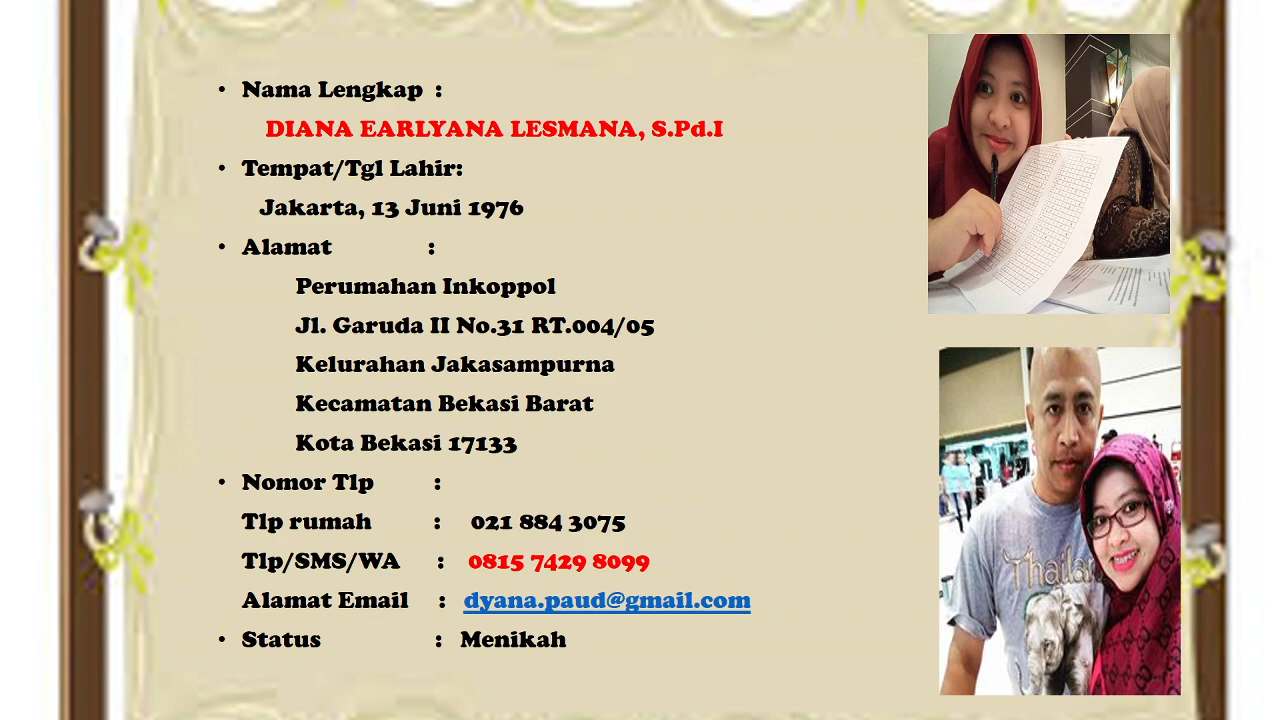 • Nama Lengkap :
DIANA EARLYANA LESMANA, S.Pd.I
• Tempat/Tgl Lahir:
Jakarta, 13 Juni 1976
• Alamat :
Perumahan Inkoppol
Jl. Garuda II No.31 RT.004/05
Kelurahan Jakasampurna
Kecamatan Bekasi Barat
Kota Bekasi 17133
• Nomor Tlp :
Tlp rumah : 021 884 3075
Tlp/SMS/WA : 0815 7429 8099
Alamat Email : dyana.paud@gmail.com
• Status : Menikah